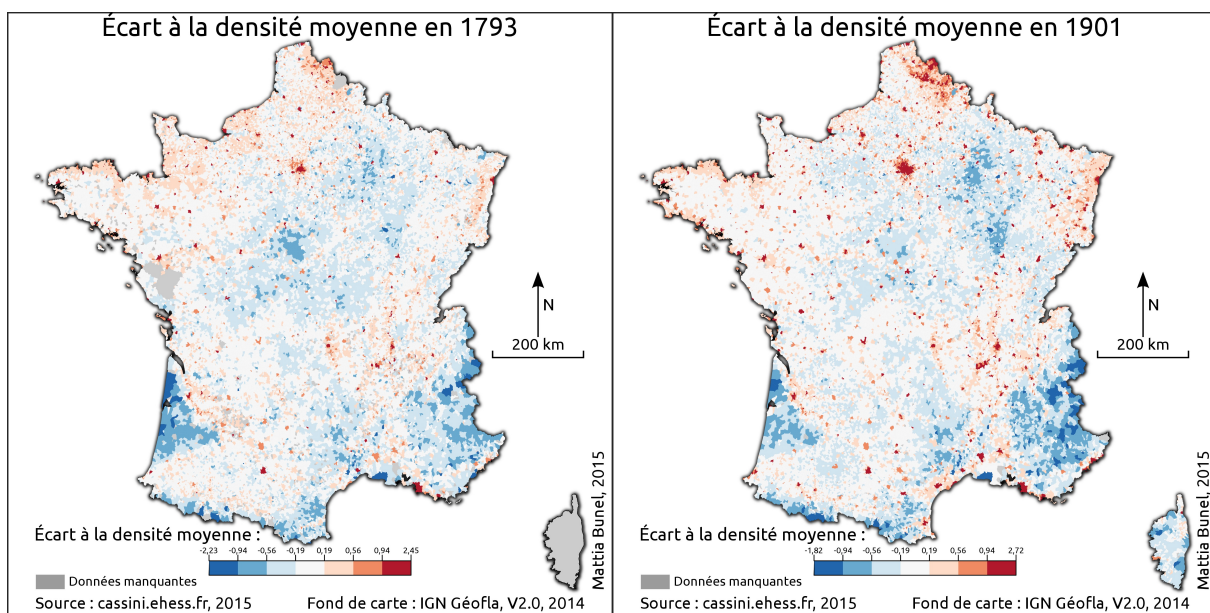 Écart à la densité moyenne en 1793
N
200 km
Écart à la densité moyenne :
-2,23 -0,94 -0,56 -0,19 0,19 0,56 0,94 2,45
Données manquantes
Source : cassini.ehess.fr, 2015 Fond de carte : IGN Géofla, V2.0, 2014
Mattia Bunel, 2015
Écart à la densité moyenne en 1901
N
200 km
Écart à la densité moyenne :
-1,82 -0,94 -0,56 -0,19 0,19 0,56 0,94 2,72
Données manquantes
Source : cassini.ehess.fr, 2015 Fond de carte : IGN Géofla, V2.0, 2014
Mattia Bunel, 2015